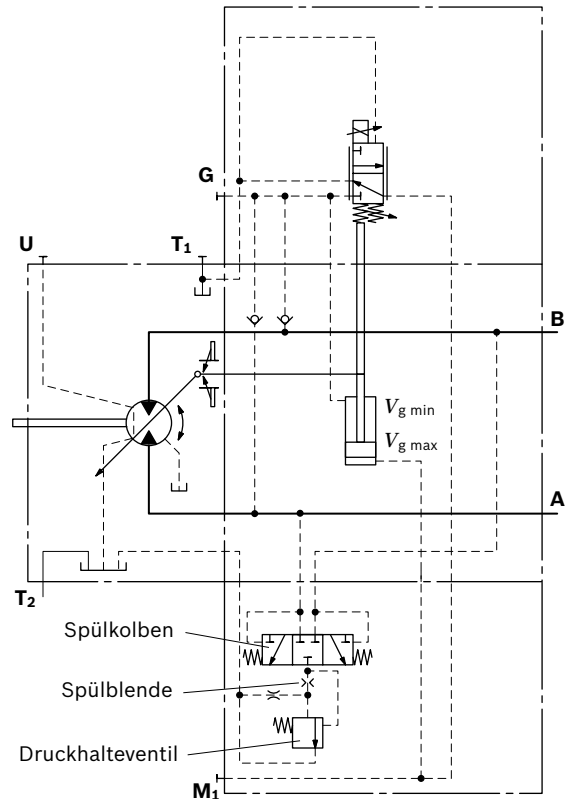 G
U
T1
B
Vg min
Vg max
A
T2
Spülkolben
Spülblende
Druckhalteventil
M1